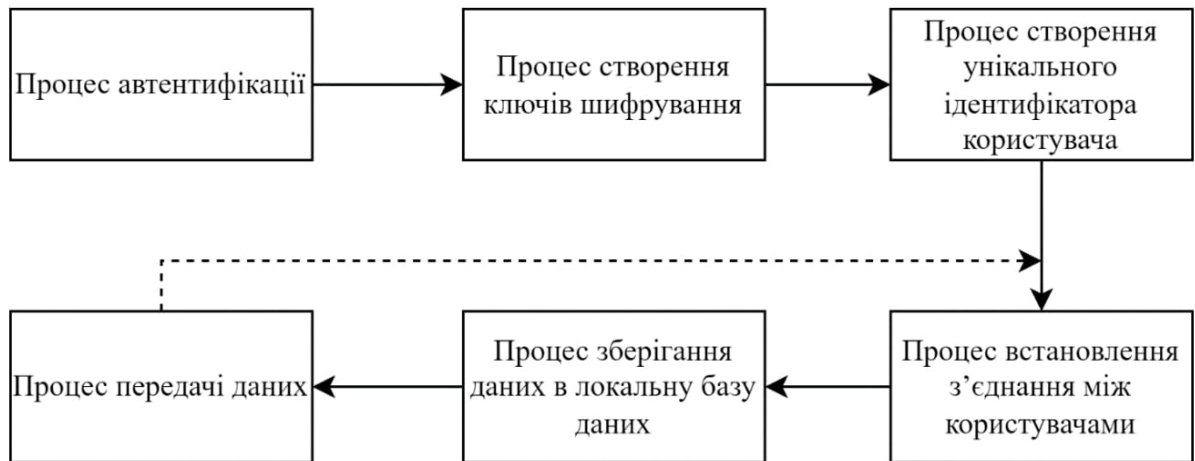 Процес автентифікації
Процес створення
ключів шифрування
Процес створення
унікального
ідентифікатора
користувача
Процес передачі даних
Процес зберігання
даних в локальну базу
даних
Процес встановлення
з’єднання між
користувачами